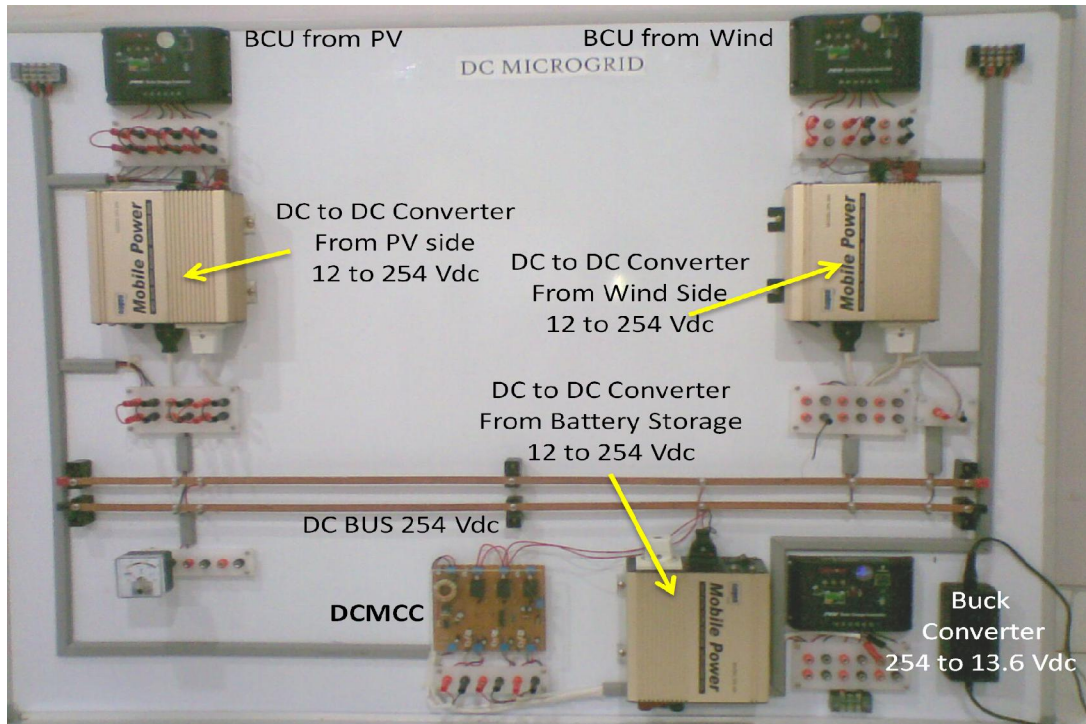 BCU from PV
BCU from Wind
DC MICROGRID
DC to DC Converter
From PV side
12 to 254 Vdc
Mobile Power
DC to DC Converter
From Wind Side
12 to 254 Vdc
Mobile Power
DC to DC Converter
From Battery Storage
12 to 254 Vdc
DC BUS 254 Vdc
DCMCC
Mobile Power
Buck
Converter
254 to 13.6 Vdc